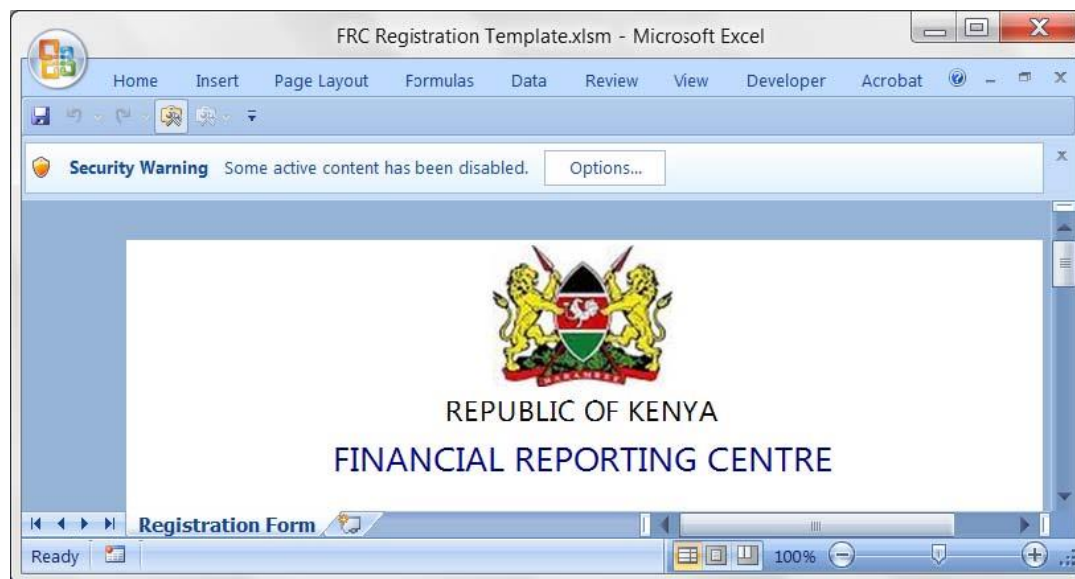 FRC Registration Template.xlsm - Microsoft Excel
Home Insert Page Layout Formulas Data Review View Developer Acrobat
Security Warning Some active content has been disabled. Options...
HARAMBEE
REPUBLIC OF KENYA
FINANCIAL REPORTING CENTRE
Registration Form
Ready 100%